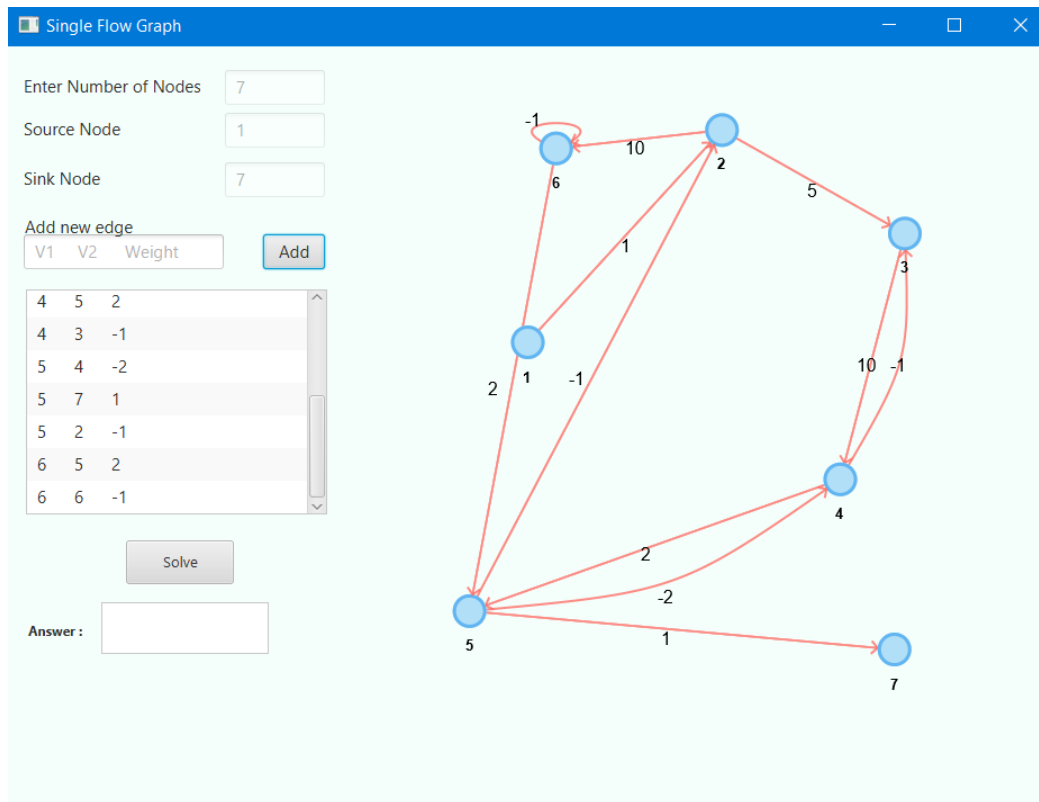 Single Flow Graph
Enter Number of Nodes 7
Source Node 1
Sink Node 7
Add new edge
V1 V2 Weight Add
4 5 2
4 3 -1
5 4 -2
5 7 1
5 2 -1
6 5 2
6 6 -1
Solve
Answer :
-1
10
2
6
5
3
1
10 -1
2 1 -1
4
2
-2
1
5
7